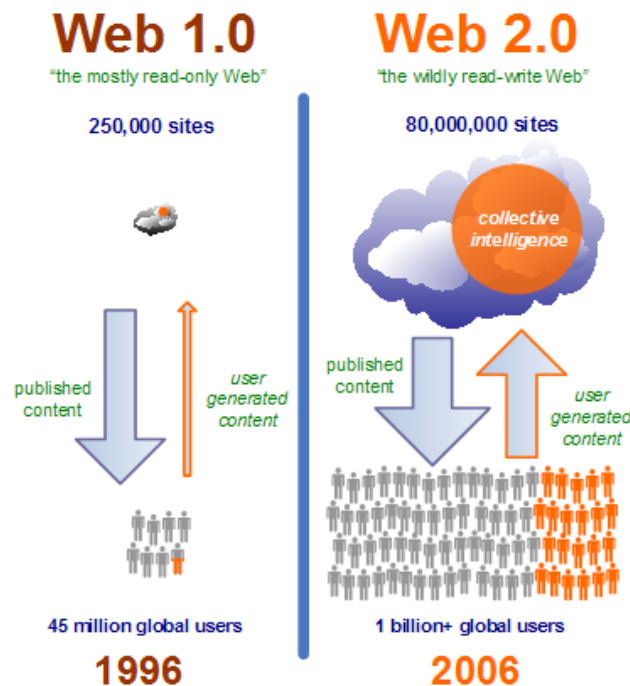 Web 1.0
"the mostly read-only Web"
250,000 sites
published
content
user
generated
content
45 million global users
1996
Web 2.0
"the wildly read-write Web"
80,000,000 sites
collective
intelligence
published
content
user
generated
content
1 billion+ global users
2006